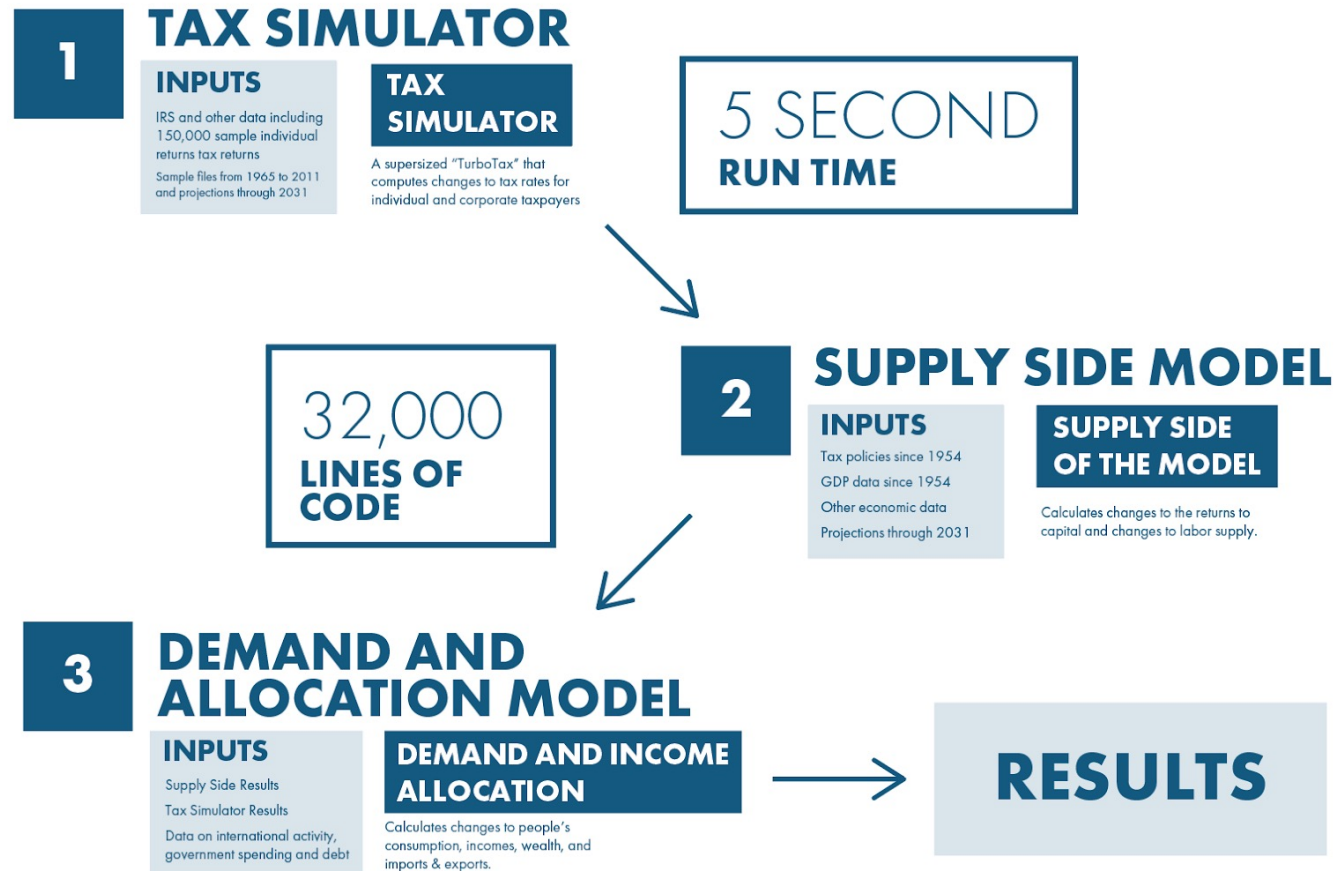 1
TAX SIMULATOR
INPUTS
IRS and other data including
150,000 sample individual
returns tax returns
Sample files from 1965 to 2011
and projections through 2031
TAX
SIMULATOR
A supersized “TurboTax” that
computes changes to tax rates for
individual and corporate taxpayers
5 SECOND
RUN TIME
32,000
LINES OF
CODE
2
SUPPLY SIDE MODEL
INPUTS
Tax policies since 1954
GDP data since 1954
Other economic data
Projections through 2031
SUPPLY SIDE
OF THE MODEL
Calculates changes to the returns to
capital and changes to labor supply.
3
DEMAND AND
ALLOCATION MODEL
INPUTS
Supply Side Results
Tax Simulator Results
Data on international activity,
government spending and debt
DEMAND AND INCOME
ALLOCATION
Calculates changes to people’s
consumption, incomes, wealth, and
imports & exports.
RESULTS